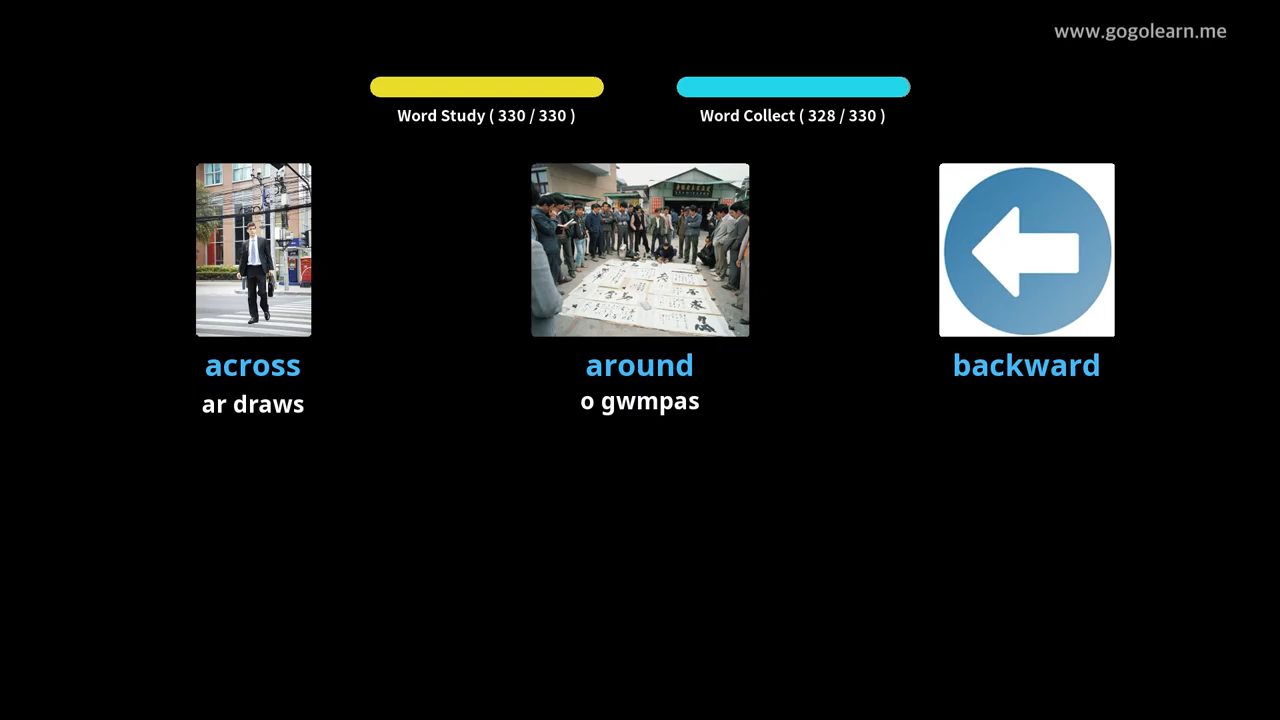 www.gogolearn.me
Word Study ( 330 / 330 )
Word Collect ( 328 / 330 )
across
around
backward
ar draws
o gwmpas